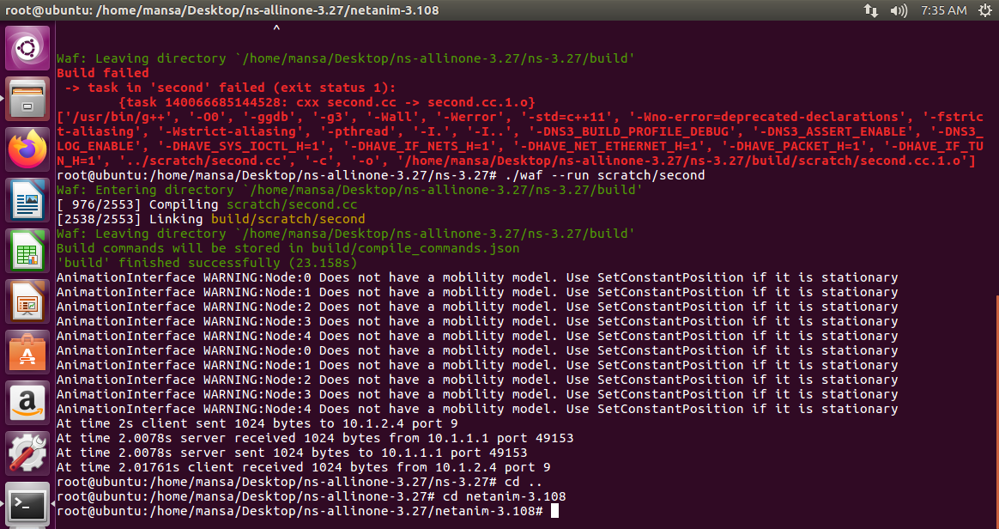 root@ubuntu: /home/mansa/Desktop/ns-allinone-3.27/netanim-3.108
7:35 AM
^
Waf: Leaving directory `/home/mansa/Desktop/ns-allinone-3.27/ns-3.27/build'
Build failed
 -> task in 'second' failed (exit status 1):
        {task 140066685144528: cxx second.cc -> second.cc.1.o}
['/usr/bin/g++', '-O0', '-ggdb', '-g3', '-Wall', '-Werror', '-std=c++11', '-Wno-error=deprecated-declarations', '-fstric
t-aliasing', '-Wstrict-aliasing', '-pthread', '-I.', '-I..', '-DNS3_BUILD_PROFILE_DEBUG', '-DNS3_ASSERT_ENABLE', '-DNS3_
LOG_ENABLE', '-DHAVE_SYS_IOCTL_H=1', '-DHAVE_IF_NETS_H=1', '-DHAVE_NET_ETHERNET_H=1', '-DHAVE_PACKET_H=1', '-DHAVE_IF_TU
N_H=1', '../scratch/second.cc', '-c', '-o', '/home/mansa/Desktop/ns-allinone-3.27/ns-3.27/build/scratch/second.cc.1.o']
root@ubuntu:/home/mansa/Desktop/ns-allinone-3.27/ns-3.27# ./waf --run scratch/second
Waf: Entering directory `/home/mansa/Desktop/ns-allinone-3.27/ns-3.27/build'
[ 976/2553] Compiling scratch/second.cc
[2538/2553] Linking build/scratch/second
Waf: Leaving directory `/home/mansa/Desktop/ns-allinone-3.27/ns-3.27/build'
Build commands will be stored in build/compile_commands.json
'build' finished successfully (23.158s)
AnimationInterface WARNING:Node:0 Does not have a mobility model. Use SetConstantPosition if it is stationary
AnimationInterface WARNING:Node:1 Does not have a mobility model. Use SetConstantPosition if it is stationary
AnimationInterface WARNING:Node:2 Does not have a mobility model. Use SetConstantPosition if it is stationary
AnimationInterface WARNING:Node:3 Does not have a mobility model. Use SetConstantPosition if it is stationary
AnimationInterface WARNING:Node:4 Does not have a mobility model. Use SetConstantPosition if it is stationary
AnimationInterface WARNING:Node:0 Does not have a mobility model. Use SetConstantPosition if it is stationary
AnimationInterface WARNING:Node:1 Does not have a mobility model. Use SetConstantPosition if it is stationary
AnimationInterface WARNING:Node:2 Does not have a mobility model. Use SetConstantPosition if it is stationary
AnimationInterface WARNING:Node:3 Does not have a mobility model. Use SetConstantPosition if it is stationary
AnimationInterface WARNING:Node:4 Does not have a mobility model. Use SetConstantPosition if it is stationary
At time 2s client sent 1024 bytes to 10.1.2.4 port 9
At time 2.0078s server received 1024 bytes from 10.1.1.1 port 49153
At time 2.0078s server sent 1024 bytes to 10.1.1.1 port 49153
At time 2.01761s client received 1024 bytes from 10.1.2.4 port 9
root@ubuntu:/home/mansa/Desktop/ns-allinone-3.27/ns-3.27# cd ..
root@ubuntu:/home/mansa/Desktop/ns-allinone-3.27# cd netanim-3.108
root@ubuntu:/home/mansa/Desktop/ns-allinone-3.27/netanim-3.108#